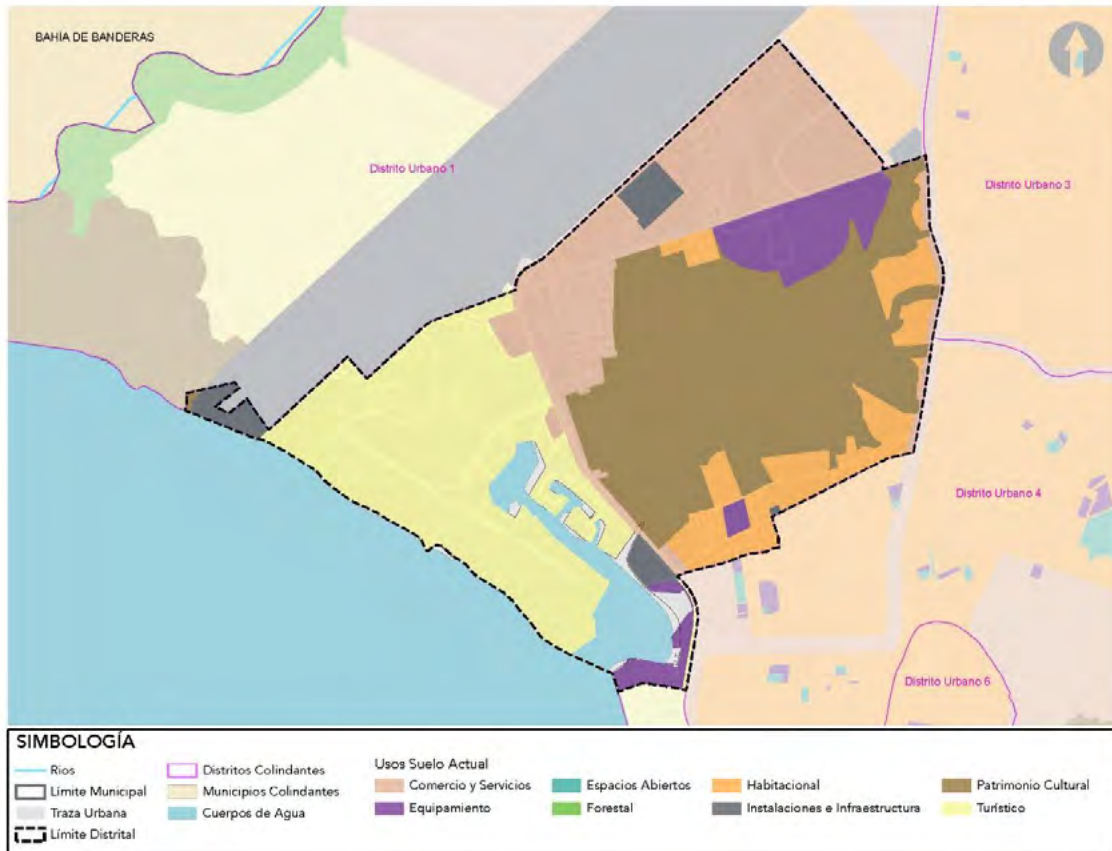 BAHÍA DE BANDERAS
Distrito Urbano 1
Distrito Urbano 3
Distrito Urbano 4
Distrito Urbano 6
SIMBOLOGÍA
Rios
Límite Municipal
Traza Urbana
Límite Distrital
Distritos Colindantes
Municipios Colindantes
Cuerpos de Agua
Usos Suelo Actual
Comercio y Servicios
Equipamiento
Espacios Abiertos
Forestal
Habitacional
Instalaciones e Infraestructura
Patrimonio Cultural
Turístico